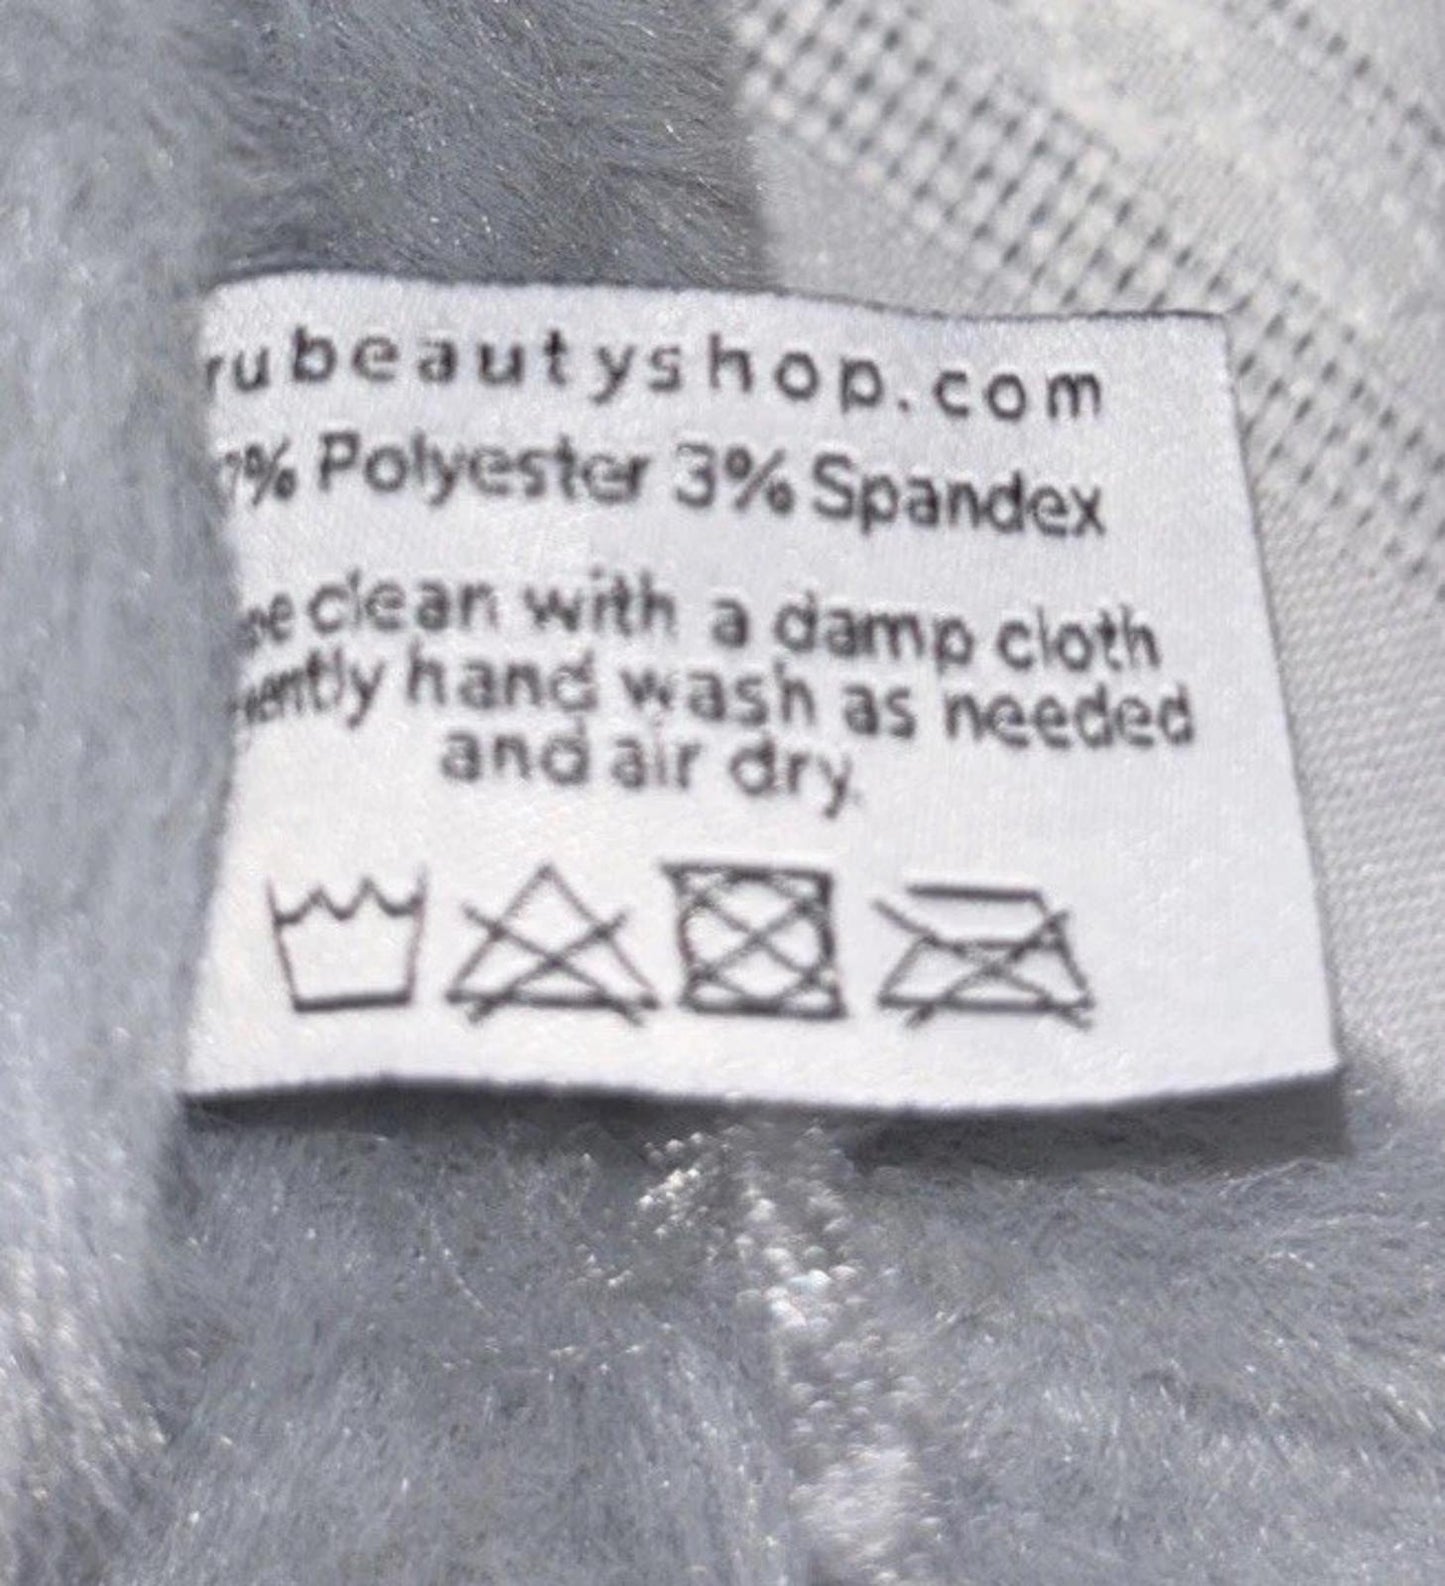 rubeautyshop.com
7% Polyester 3% Spandex
clean with a damp cloth
hand wash as needed
and air dry.